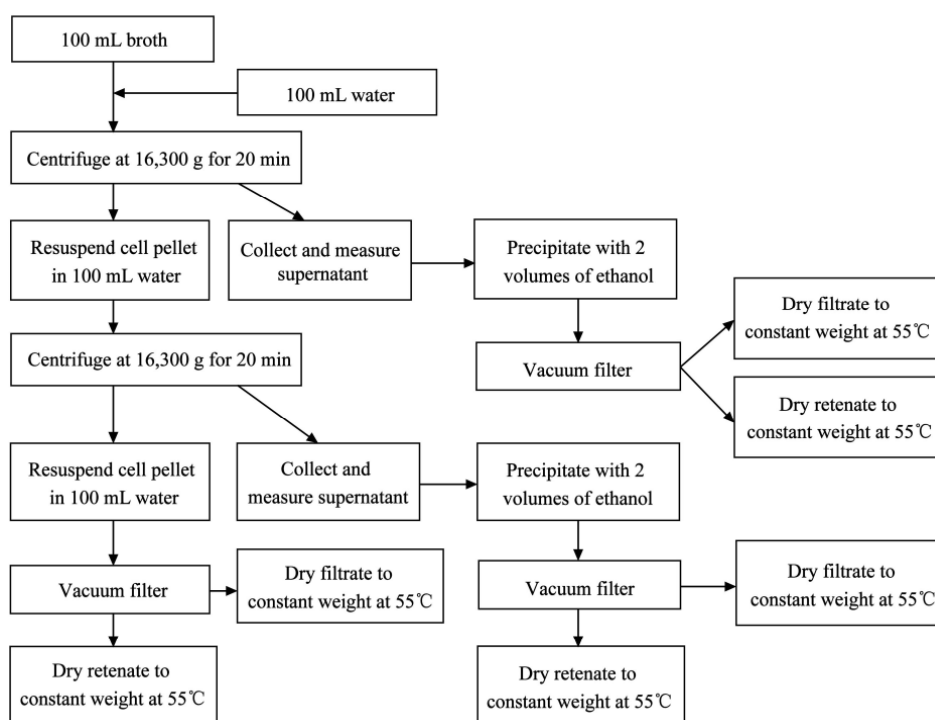 100 mL broth
100 mL water
Centrifuge at 16,300 g for 20 min
Resuspend cell pellet
in 100 mL water
Collect and measure
supernatant
Precipitate with 2
volumes of ethanol
Dry filtrate to
constant weight at 55℃
Centrifuge at 16,300 g for 20 min
Vacuum filter
Dry retenate to
constant weight at 55℃
Resuspend cell pellet
in 100 mL water
Collect and
measure supernatant
Precipitate with 2
volumes of ethanol
Vacuum filter
Dry filtrate to
constant weight at 55℃
Vacuum filter
Dry filtrate to
constant weight at 55℃
Dry retenate to
constant weight at 55℃
Dry retenate to
constant weight at 55℃